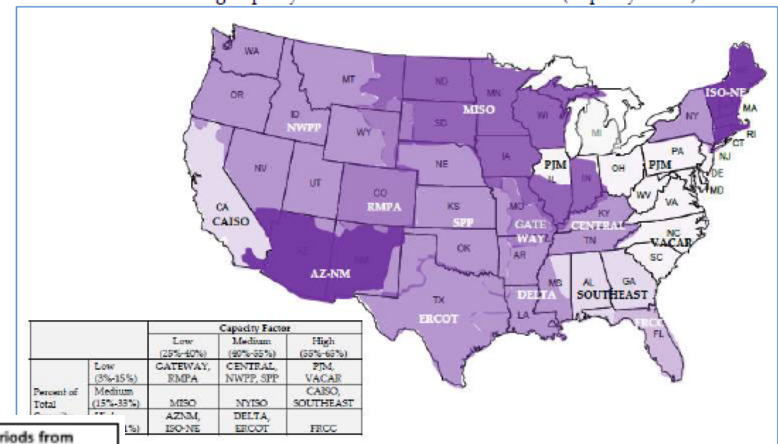 WA
MT
ND
MN
OR
ID
NWPP
WY
SD
MISO
WI
MI
NY
ISO-NE
MA
RI
CT
NJ
DE
MD
PA
PJM
OH
PJM
IL
IN
IA
NE
NV
UT
CO
RMPA
CA
CAISO
KS
SPP
MO
GATE
WAY
KY
CENTRAL
TN
WV
VA
NC
VACAR
SC
OK
AR
AZ-NM
TX
ERCOT
DELTA
LA
MS
AL
GA
SOUTHEAST
FRCC
FL
Capacity Factor
Low Medium High
(25%-40%) (40%-55%) (55%-65%)
Low GATEWAY, CENTRAL, PJM,
(3%-15%) RMPA NWPP, SPP VACAR
Percent of Medium CAISO,
Total (15%-33%) MISO NYISO SOUTHEAST
AZNM, DELTA,
ISO-NE ERCOT FRCC
riods from